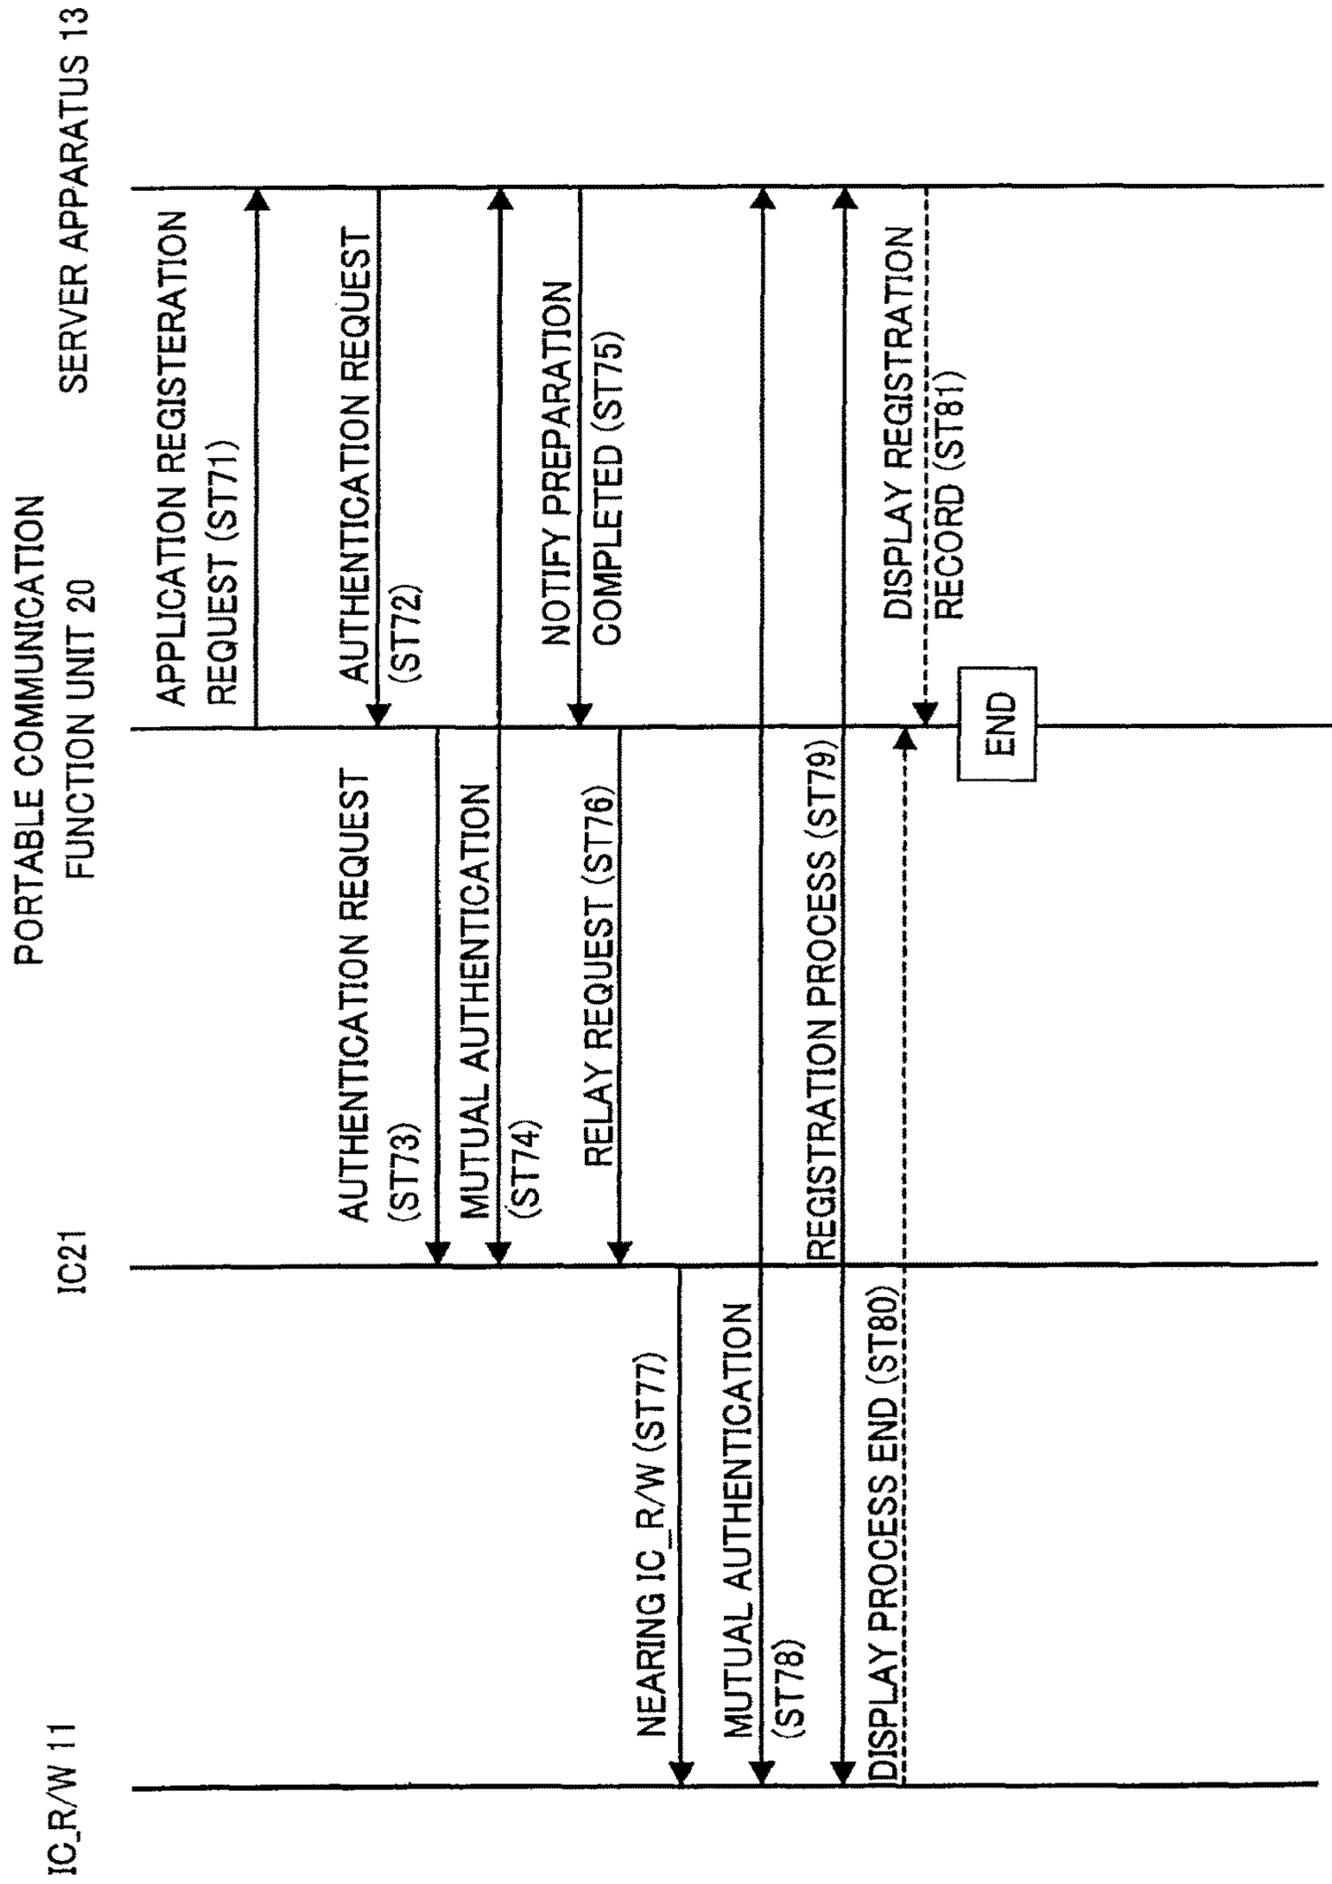 IC_R/W 11
IC21
PORTABLE COMMUNICATION
FUNCTION UNIT 20
SERVER APPARATUS 13
APPLICATION REGISTERATION
REQUEST (ST71)
AUTHENTICATION REQUEST
(ST72)
AUTHENTICATION REQUEST
(ST73)
MUTUAL AUTHENTICATION
(ST74)
NOTIFY PREPARATION
COMPLETED (ST75)
RELAY REQUEST (ST76)
NEARING IC_R/W (ST77)
MUTUAL AUTHENTICATION
(ST78)
REGISTRATION PROCESS (ST79)
DISPLAY PROCESS END (ST80)
DISPLAY REGISTRATION
RECORD (ST81)
END